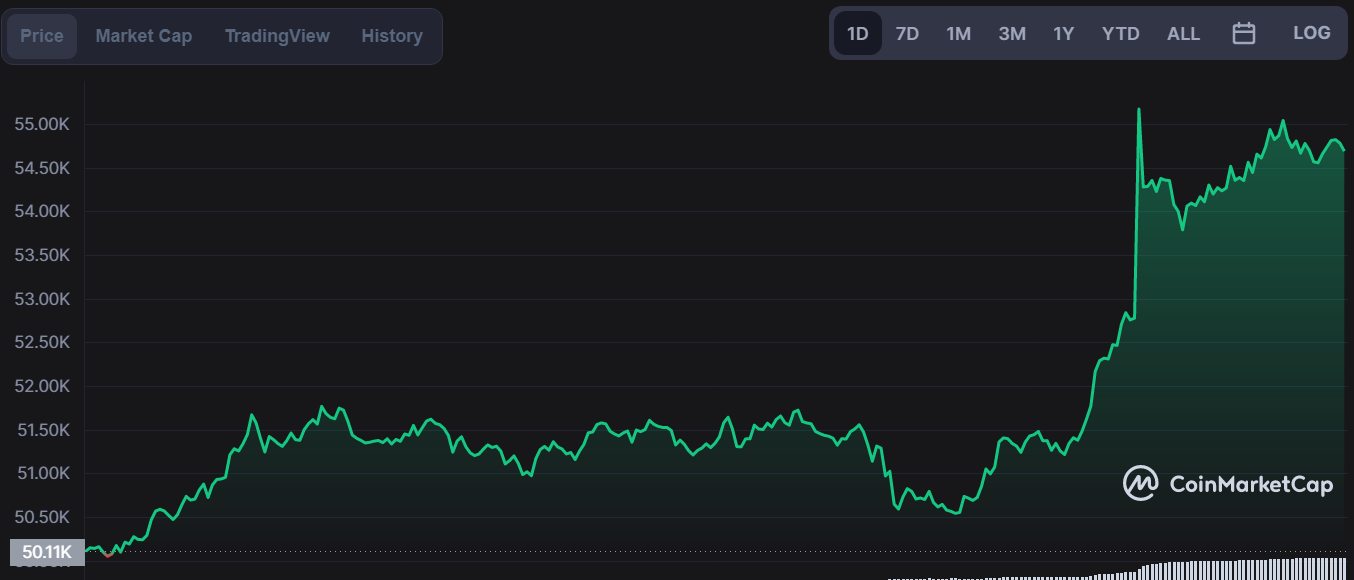 Price Market Cap TradingView History
1D 7D 1M 3M 1Y YTD ALL LOG
55.00K
54.50K
54.00K
53.50K
53.00K
52.50K
52.00K
51.50K
51.00K
CoinMarketCap
50.50K
50.11K